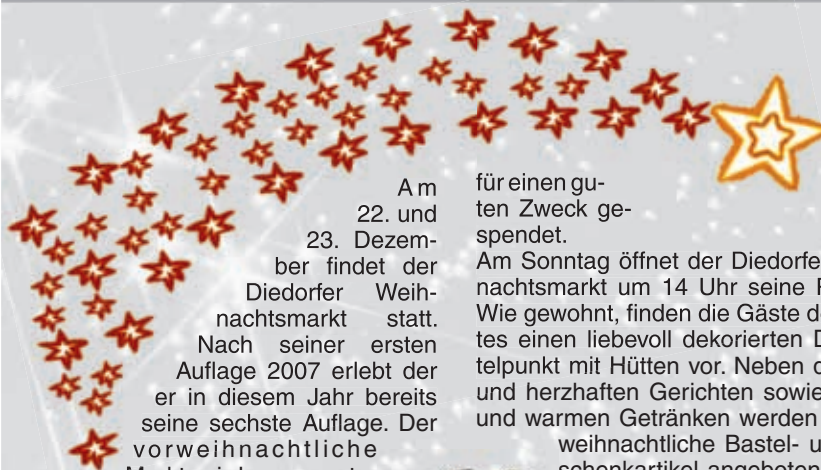 Am
22. und
23. Dezem-
ber findet der
Diedorfer Weih-
nachtsmarkt statt.
Nach seiner ersten
Auflage 2007 erlebt der
er in diesem Jahr bereits
seine sechste Auflage. Der
vorweihnachtliche
für einen gu-
ten Zweck ge-
spendet.
Am Sonntag öffnet der Diedorfe
nachtsmarkt um 14 Uhr seine
Wie gewohnt, finden die Gäste
tes einen liebevoll dekorierten
telpunkt mit Hütten vor. Neben
und herzhaften Gerichten sowie
und warmen Getränken werden
weihnachtliche Bastel- u
schenkartikel angeboten